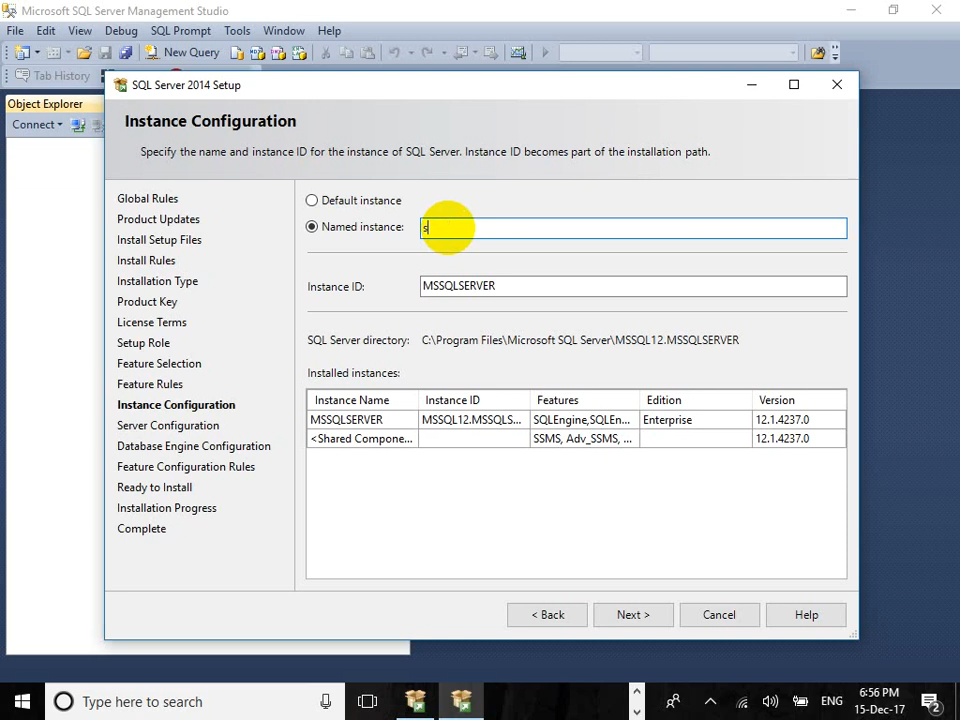 Microsoft SQL Server Management Studio
File Edit View Debug SQL Prompt Tools Window Help
New Query
Tab History
Object Explorer
Connect
SQL Server 2014 Setup
Instance Configuration
Specify the name and instance ID for the instance of SQL Server. Instance ID becomes part of the installation path.
Global Rules
Product Updates
Install Setup Files
Install Rules
Installation Type
Product Key
License Terms
Setup Role
Feature Selection
Feature Rules
Instance Configuration
Server Configuration
Database Engine Configuration
Feature Configuration Rules
Ready to Install
Installation Progress
Complete
Default instance
Named instance: s
Instance ID: MSSQLSERVER
SQL Server directory: C:\Program Files\Microsoft SQL Server\MSSQL12.MSSQLSERVER
Installed instances:
Instance Name Instance ID Features Edition Version
MSSQLSERVER MSSQL12.MSSQLS... SQLEngine,SQLEn... Enterprise 12.1.4237.0
<Shared Compone... SSMS, Adv_SSMS, ... 12.1.4237.0
< Back Next > Cancel Help
Type here to search
ENG
6:56 PM
15-Dec-17
2